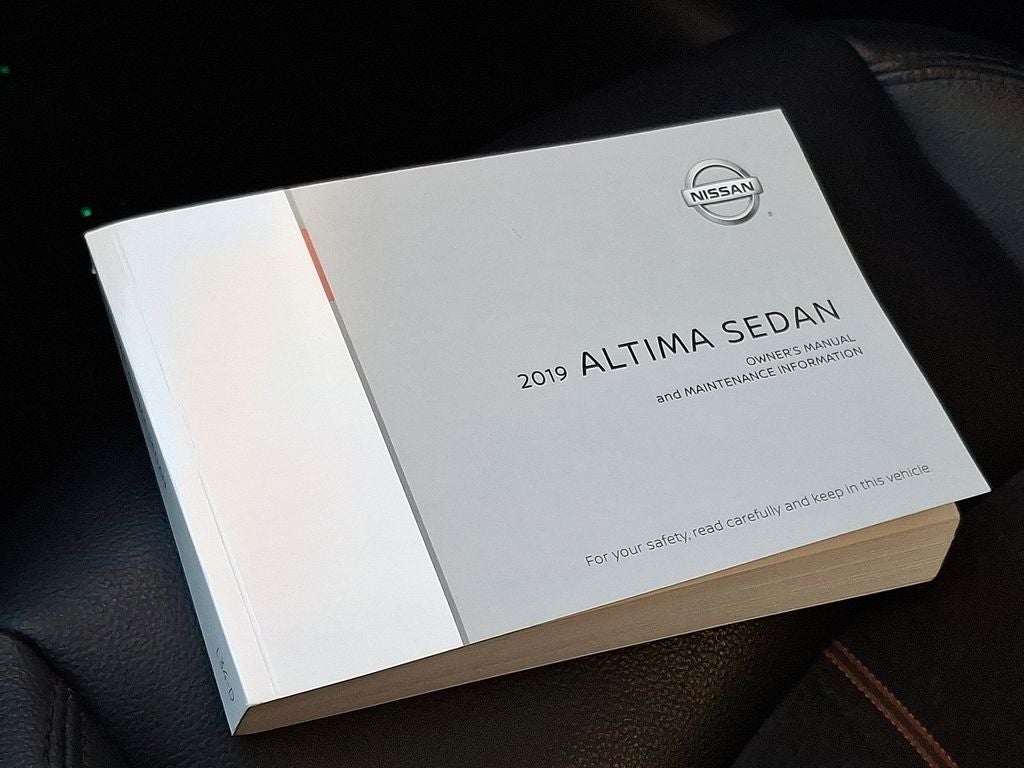 NISSAN
2019 ALTIMA SEDAN
OWNER'S MANUAL
and MAINTENANCE INFORMATION
For your safety, read carefully and keep in this vehicle
L34-D